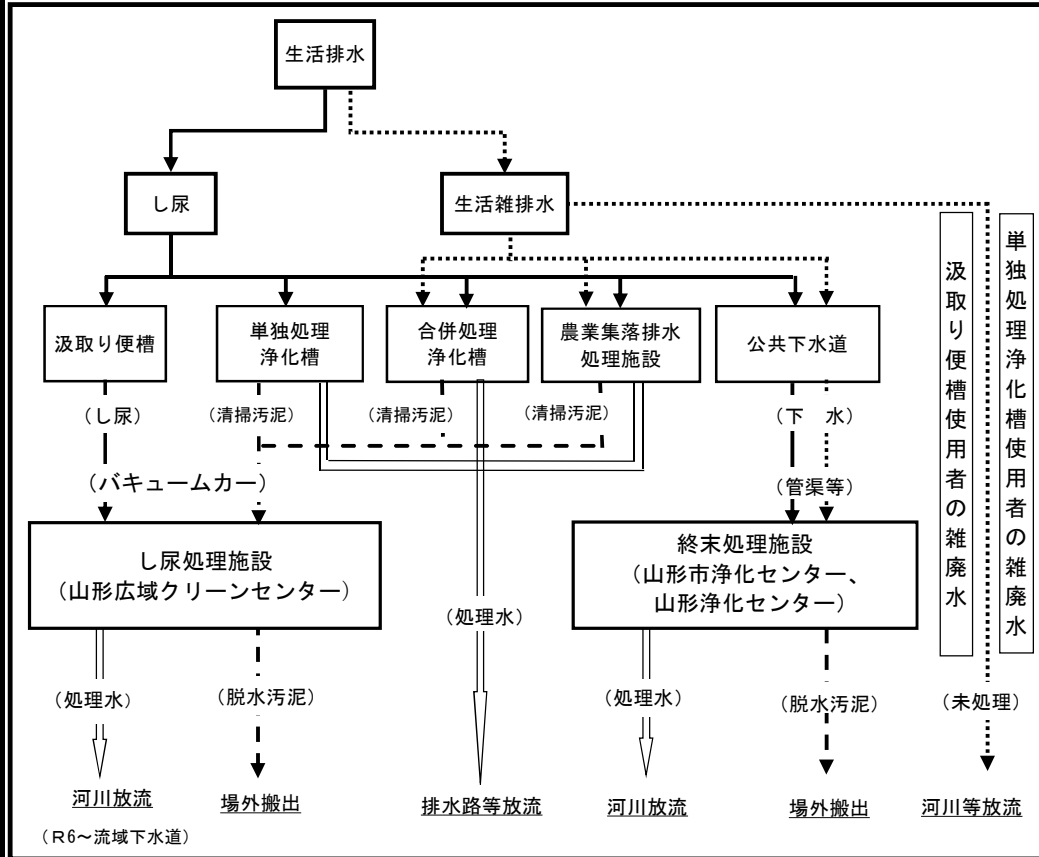 生活排水
し尿
生活雑排水
汲取り便槽
単独処理
浄化槽
合併処理
浄化槽
農業集落排水
処理施設
公共下水道
(し尿)
(清掃汚泥)
(清掃汚泥)
(清掃汚泥)
(下 水)
(バキュームカー)
(管渠等)
し尿処理施設
(山形広域クリーンセンター)
終末処理施設
(山形市浄化センター、
山形浄化センター)
汲取り便槽使用者の雑廃水
単独処理浄化槽使用者の雑廃水
(処理水)
(処理水)
(脱水汚泥)
(処理水)
(脱水汚泥)
(未処理)
河川放流
場外搬出
排水路等放流
河川放流
場外搬出
河川等放流
(R6~流域下水道)